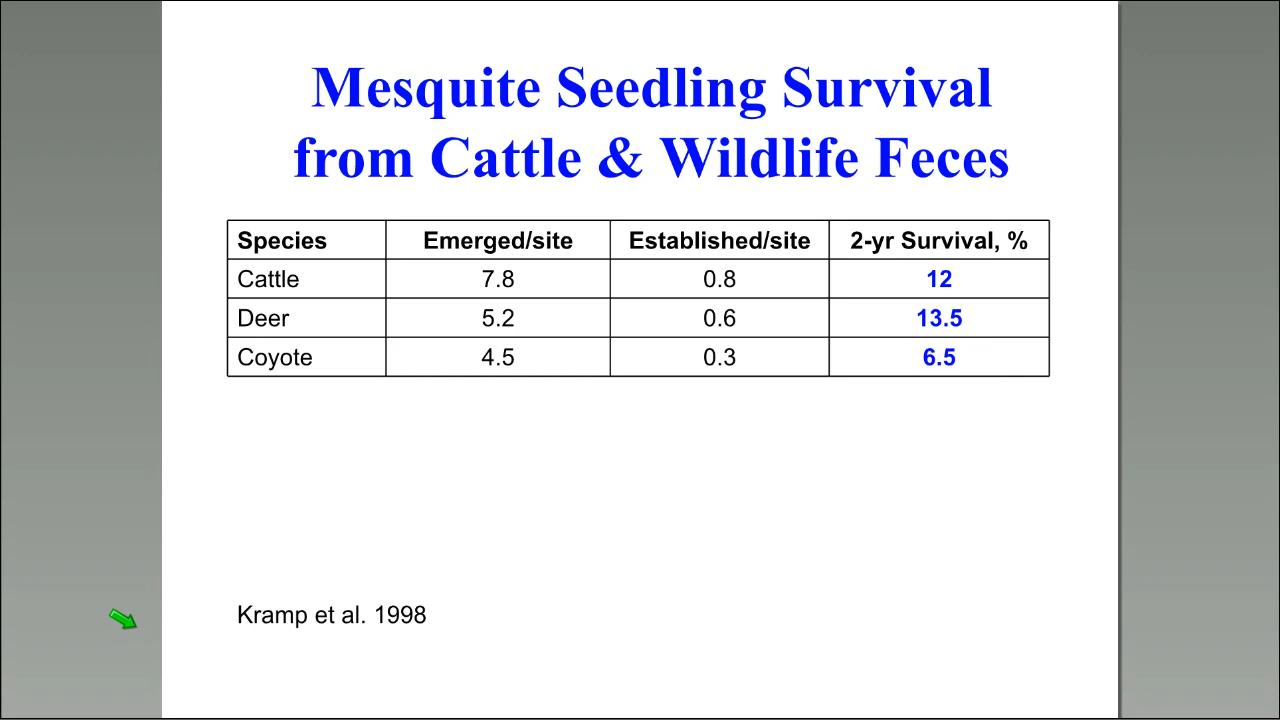 Mesquite Seedling Survival
from Cattle & Wildlife Feces
Species Emerged/site Established/site 2-yr Survival, %
Cattle 7.8 0.8 12
Deer 5.2 0.6 13.5
Coyote 4.5 0.3 6.5
Kramp et al. 1998